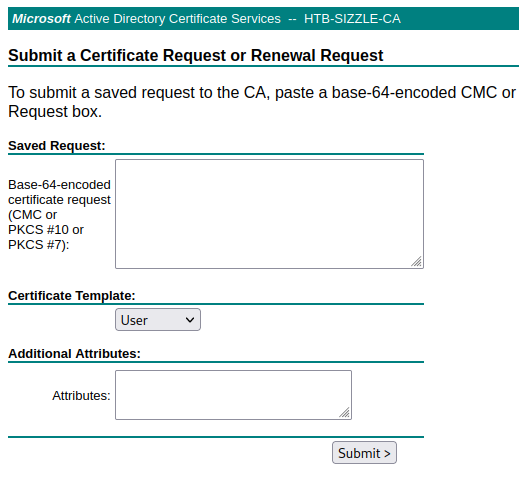 Microsoft Active Directory Certificate Services  --  HTB-SIZZLE-CA
Submit a Certificate Request or Renewal Request
To submit a saved request to the CA, paste a base-64-encoded CMC or
Request box.
Saved Request:
Base-64-encoded
certificate request
(CMC or
PKCS #10 or
PKCS #7):
Certificate Template:
User
Additional Attributes:
Attributes:
Submit >